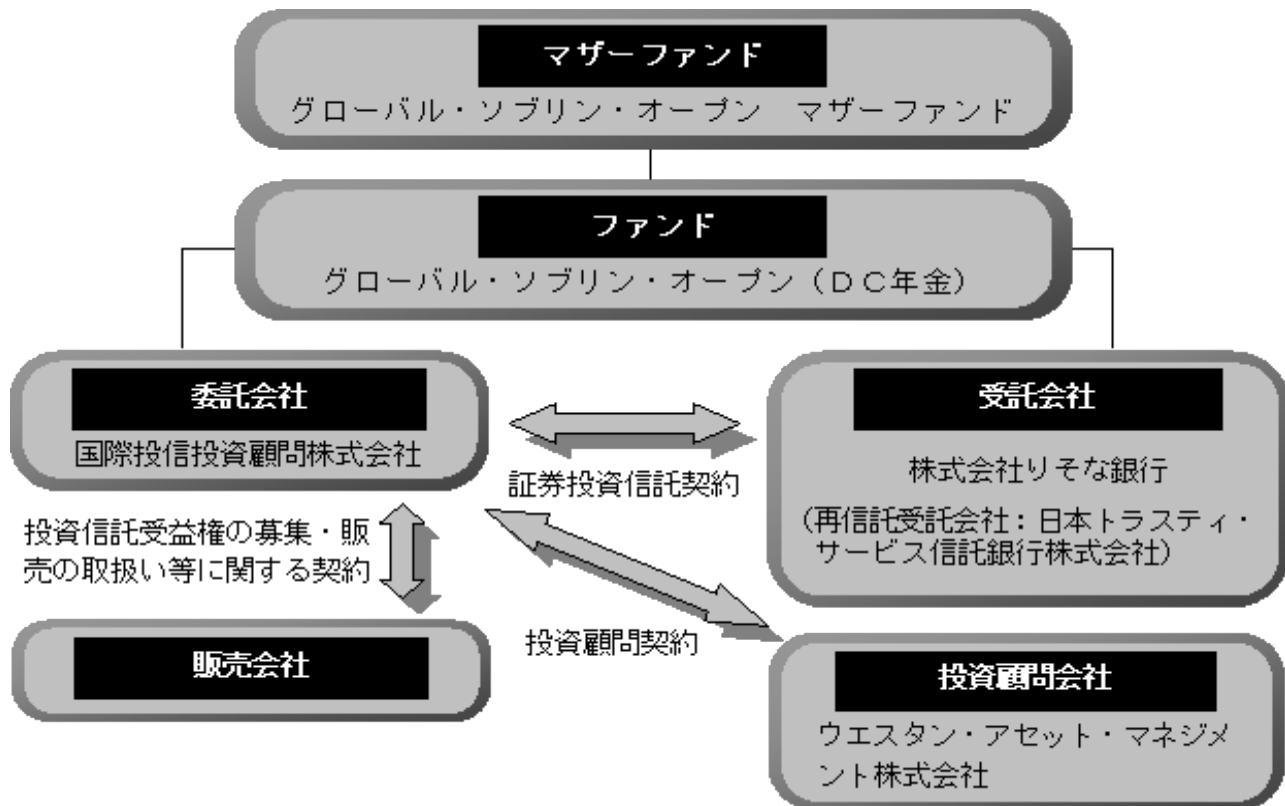 マザーファンド
グローバル・ソブリン・オープン　マザーファンド
ファンド
グローバル・ソブリン・オープン（ＤＣ年金）
委託会社
国際投信投資顧問株式会社
受託会社
株式会社りそな銀行
（再信託受託会社：日本トラスティ・
サービス信託銀行株式会社）
証券投資信託契約
投資信託受益権の募集・販
売の取扱い等に関する契約
投資顧問契約
販売会社
投資顧問会社
ウエスタン・アセット・マネジメ
ント株式会社